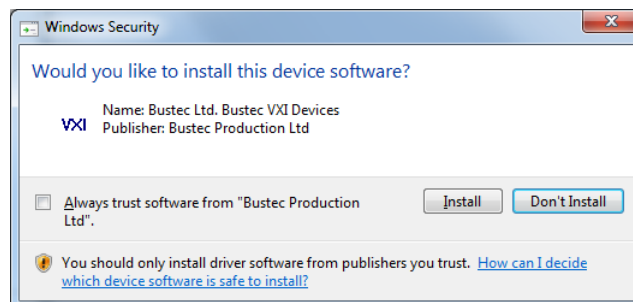 Windows Security
Would you like to install this device software?
Name: Bustec Ltd. Bustec VXI Devices
VXI
Publisher: Bustec Production Ltd
Always trust software from "Bustec Production
Ltd".
Install
Don't Install
You should only install driver software from publishers you trust. How can I decide
which device software is safe to install?